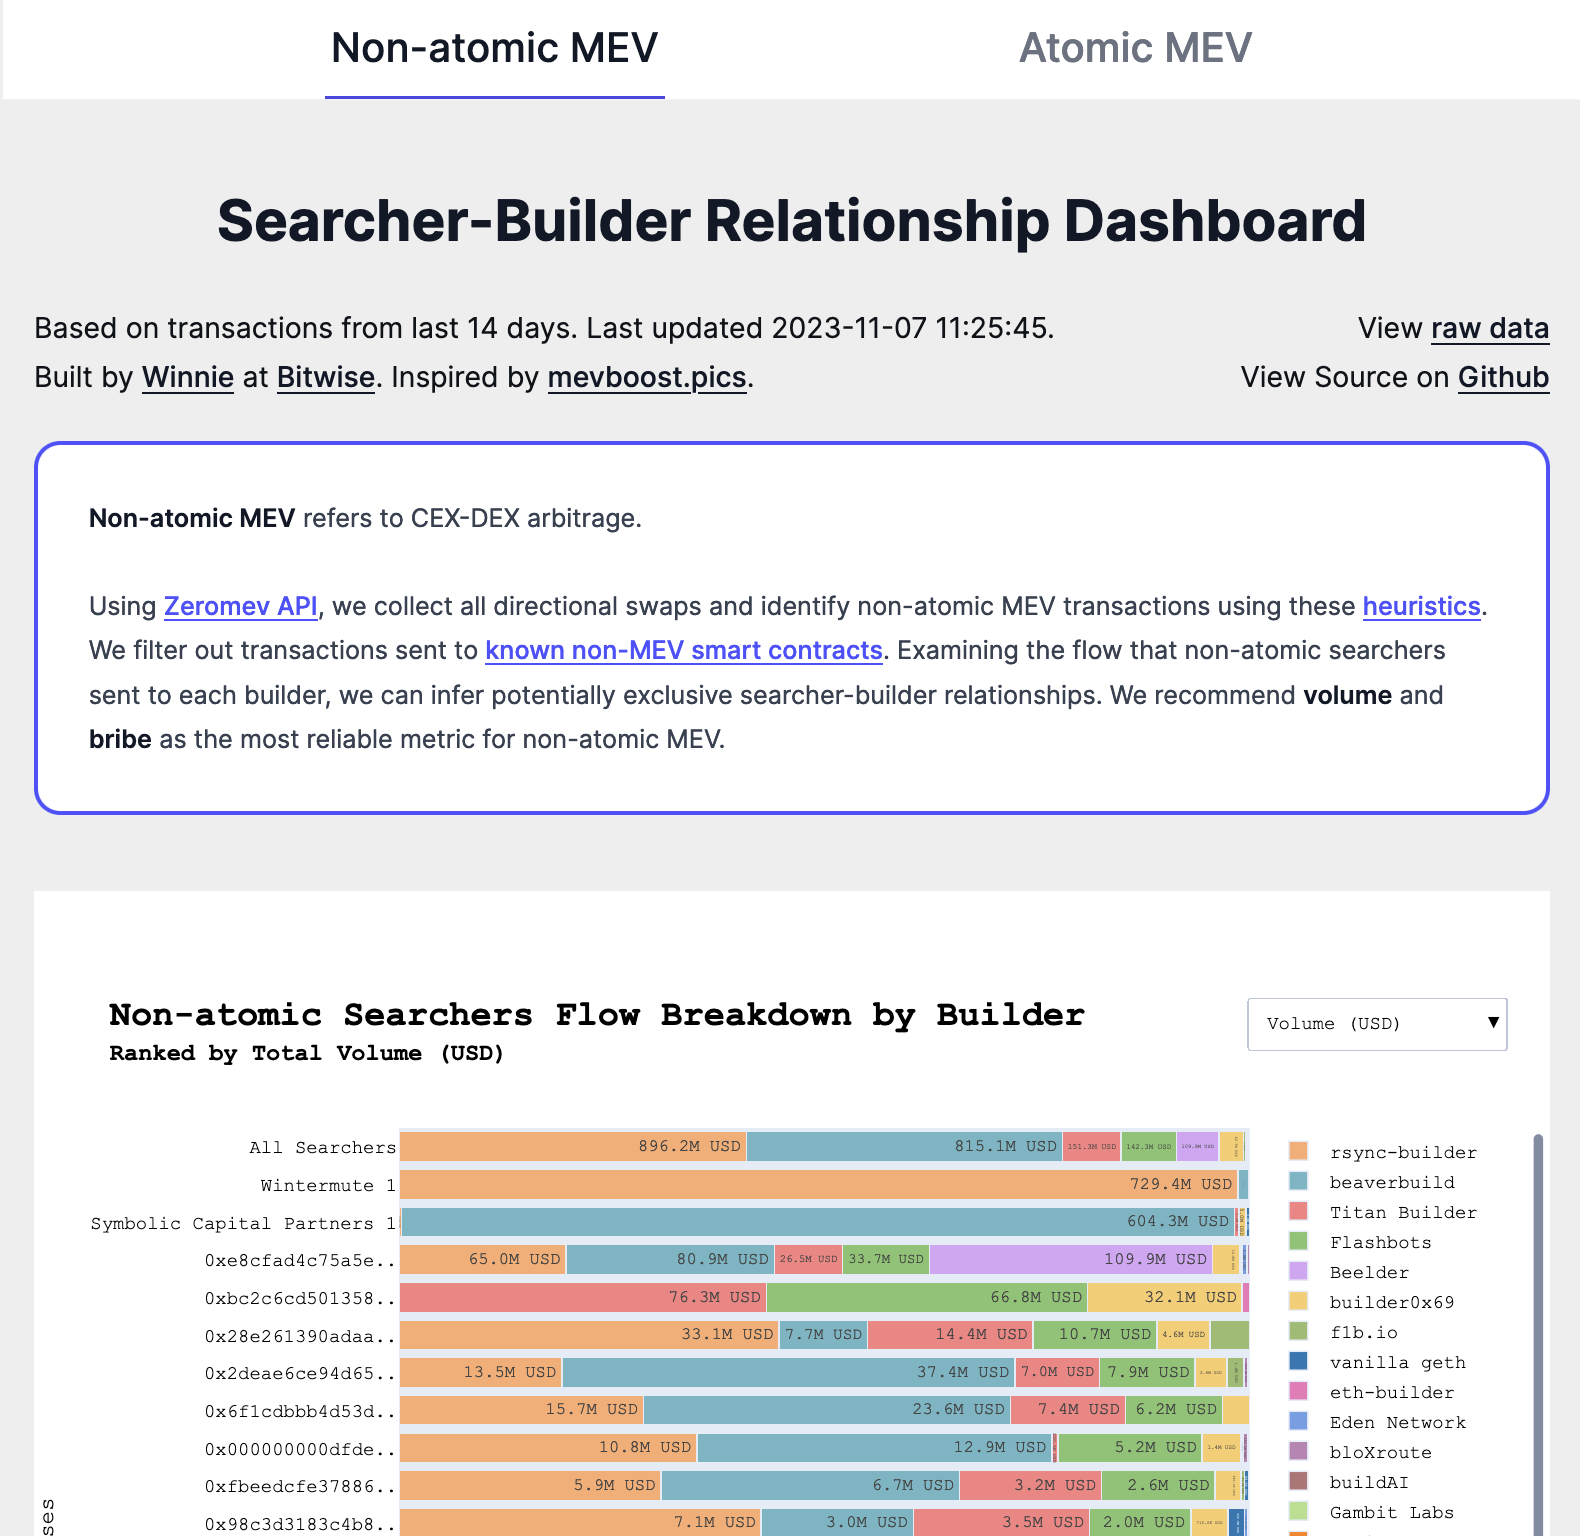 Non-atomic MEV
Atomic MEV
Searcher-Builder Relationship Dashboard
Based on transactions from last 14 days. Last updated 2023-11-07 11:25:45.
View raw data
Built by Winnie at Bitwise. Inspired by mevboost.pics.
View Source on Github
Non-atomic MEV refers to CEX-DEX arbitrage.
Using Zeromev API, we collect all directional swaps and identify non-atomic MEV transactions using these heuristics.
We filter out transactions sent to known non-MEV smart contracts. Examining the flow that non-atomic searchers
sent to each builder, we can infer potentially exclusive searcher-builder relationships. We recommend volume and
bribe as the most reliable metric for non-atomic MEV.
Non-atomic Searchers Flow Breakdown by Builder
Ranked by Total Volume (USD)
Volume (USD) ▼
All Searchers 896.2M USD 815.1M USD 151.3M USD 142.3M USD 109.9M USD
Wintermute 1 729.4M USD
Symbolic Capital Partners 1 604.3M USD
0xe8cfad4c75a5e.. 65.0M USD 80.9M USD 26.5M USD 33.7M USD 109.9M USD
0xbc2c6cd501358.. 76.3M USD 66.8M USD 32.1M USD
0x28e261390adaa.. 33.1M USD 7.7M USD 14.4M USD 10.7M USD 4.6M USD
0x2deae6ce94d65.. 13.5M USD 37.4M USD 7.0M USD 7.9M USD
0x6f1cdbbb4d53d.. 15.7M USD 23.6M USD 7.4M USD 6.2M USD
0x000000000dfde.. 10.8M USD 12.9M USD 5.2M USD 1.4M USD
0xfbeedcfe37886.. 5.9M USD 6.7M USD 3.2M USD 2.6M USD
0x98c3d3183c4b8.. 7.1M USD 3.0M USD 3.5M USD 2.0M USD
rsync-builder
beaverbuild
Titan Builder
Flashbots
Beelder
builder0x69
f1b.io
vanilla geth
eth-builder
Eden Network
bloXroute
buildAI
Gambit Labs